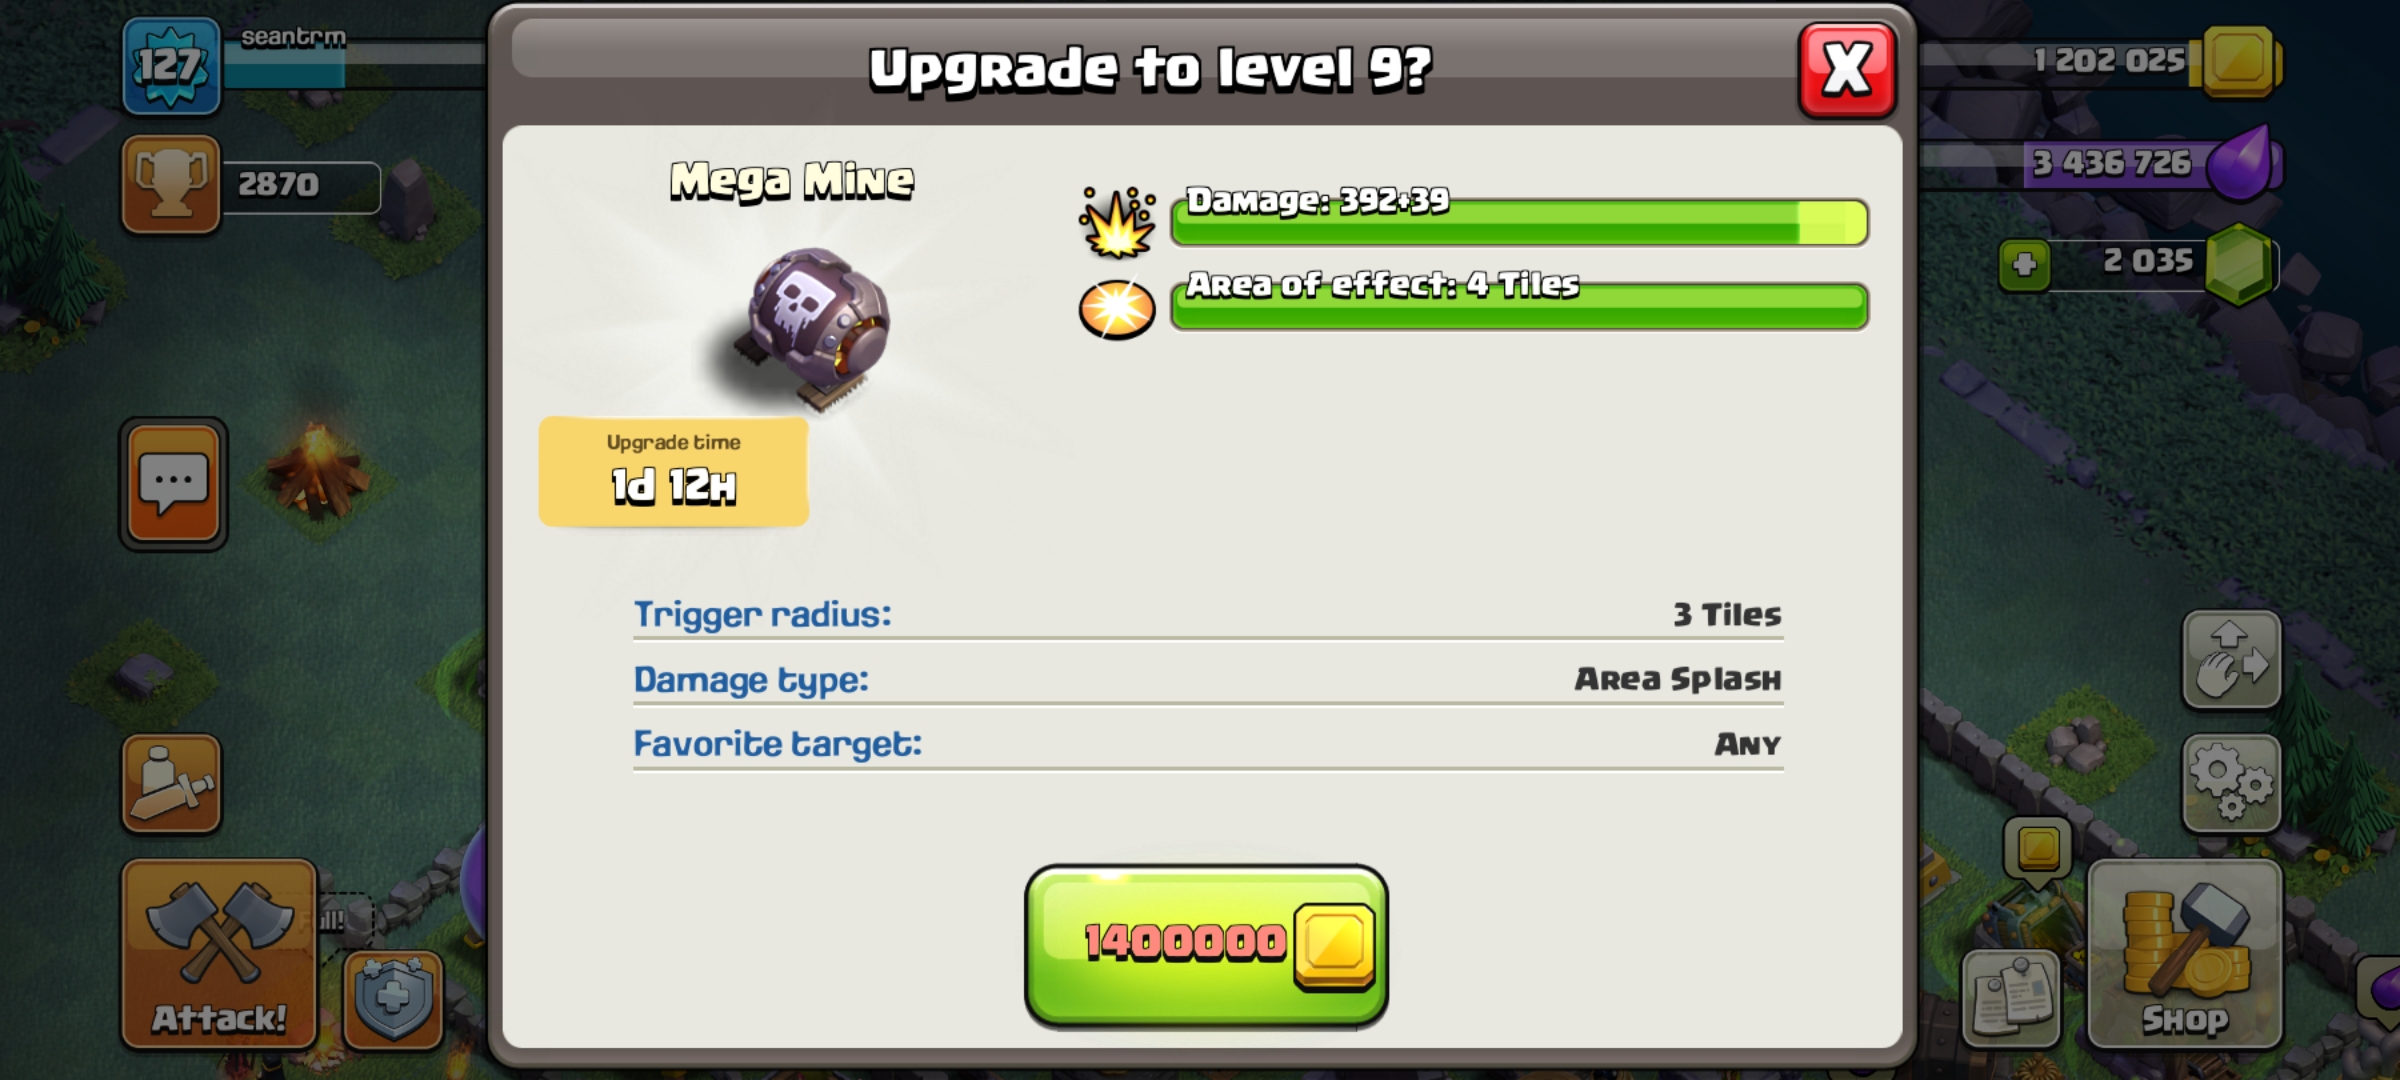 127
seantrm
2870
Upgrade to level 9?
X
1 202 025
3 436 726
2 035
Mega Mine
Damage: 392+39
Area of effect: 4 Tiles
Upgrade time
1d 12H
Trigger radius: 3 Tiles
Damage type: Area Splash
Favorite target: Any
1400000
Attack!
Shop